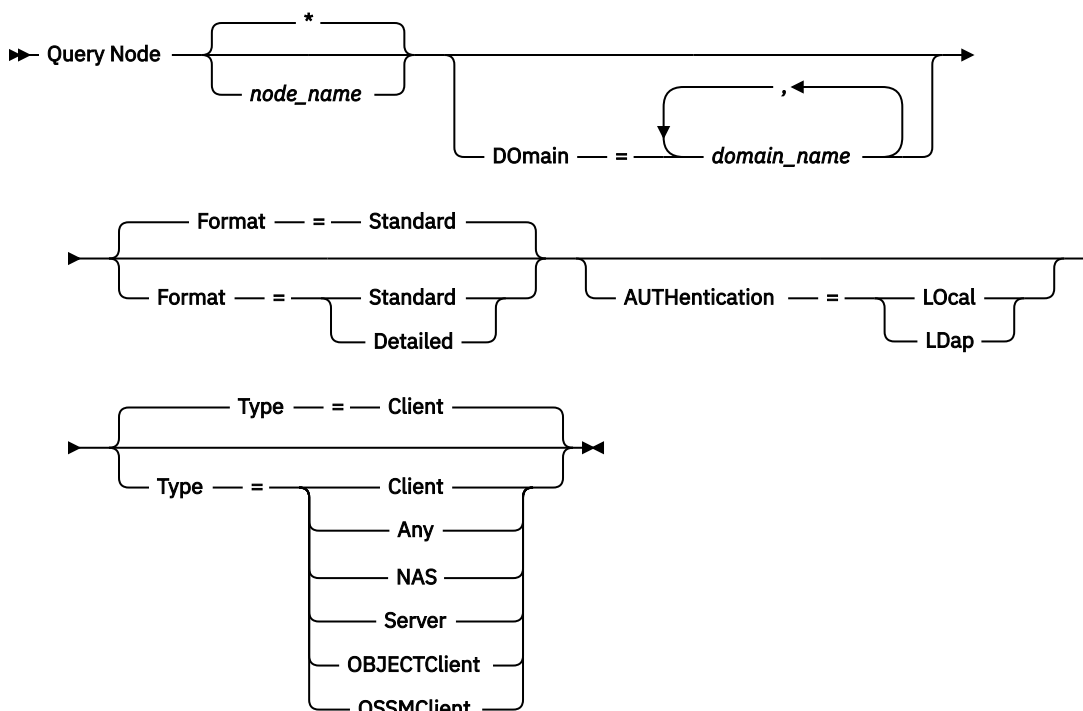 *
Query Node
node_name
,
DOmain = domain_name
Format = Standard
Format = Standard
Detailed
AUTHentication = LOcal
LDap
Type = Client
Type = Client
Any
NAS
Server
OBJECTClient
OSSMClient